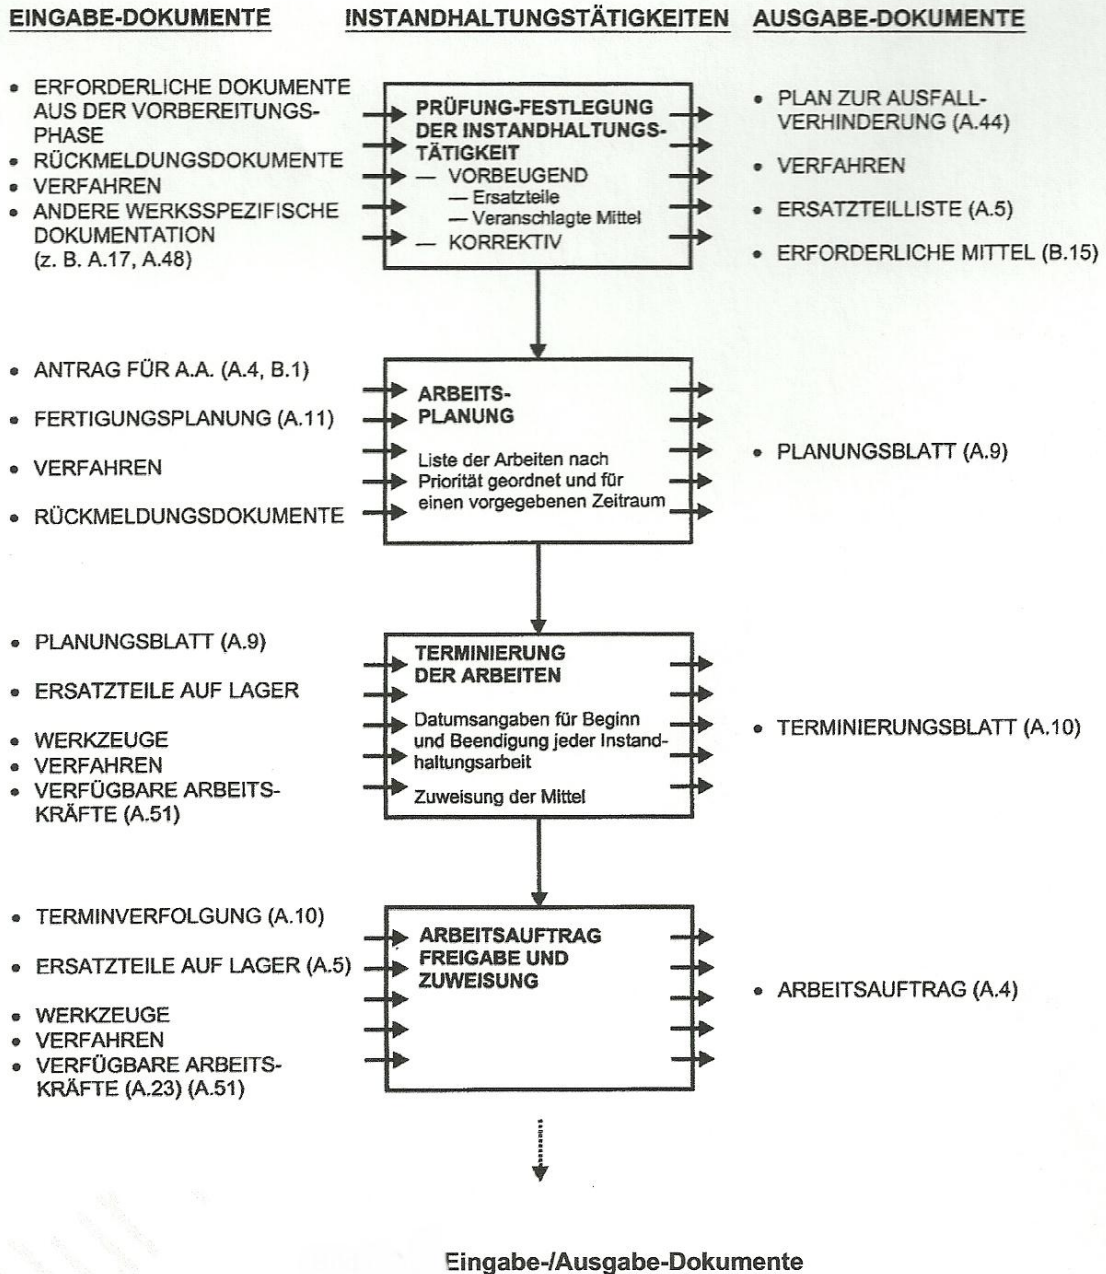 EINGABE-DOKUMENTE
INSTANDHALTUNGSTÄTIGKEITEN
AUSGABE-DOKUMENTE
• ERFORDERLICHE DOKUMENTE
AUS DER VORBEREITUNGS-
PHASE
• RÜCKMELDUNGSDOKUMENTE
• VERFAHREN
• ANDERE WERKSSPEZIFISCHE
DOKUMENTATION
(z. B. A.17, A.48)
PRÜFUNG-FESTLEGUNG
DER INSTANDHALTUNGS-
TÄTIGKEIT
— VORBEUGEND
— Ersatzteile
— Veranschlagte Mittel
— KORREKTIV
• PLAN ZUR AUSFALL-
VERHINDERUNG (A.44)
• VERFAHREN
• ERSATZTEILLISTE (A.5)
• ERFORDERLICHE MITTEL (B.15)
• ANTRAG FÜR A.A. (A.4, B.1)
• FERTIGUNGSPLANUNG (A.11)
• VERFAHREN
• RÜCKMELDUNGSDOKUMENTE
ARBEITS-
PLANUNG
Liste der Arbeiten nach
Priorität geordnet und für
einen vorgegebenen Zeitraum
• PLANUNGSBLATT (A.9)
• PLANUNGSBLATT (A.9)
• ERSATZTEILE AUF LAGER
• WERKZEUGE
• VERFAHREN
• VERFÜGBARE ARBEITS-
KRÄFTE (A.51)
TERMINIERUNG
DER ARBEITEN
Datumsangaben für Beginn
und Beendigung jeder Instand-
haltungsarbeit
Zuweisung der Mittel
• TERMINIERUNGSBLATT (A.10)
• TERMINVERFOLGUNG (A.10)
• ERSATZTEILE AUF LAGER (A.5)
• WERKZEUGE
• VERFAHREN
• VERFÜGBARE ARBEITS-
KRÄFTE (A.23) (A.51)
ARBEITSAUFTRAG
FREIGABE UND
ZUWEISUNG
• ARBEITSAUFTRAG (A.4)
Eingabe-/Ausgabe-Dokumente